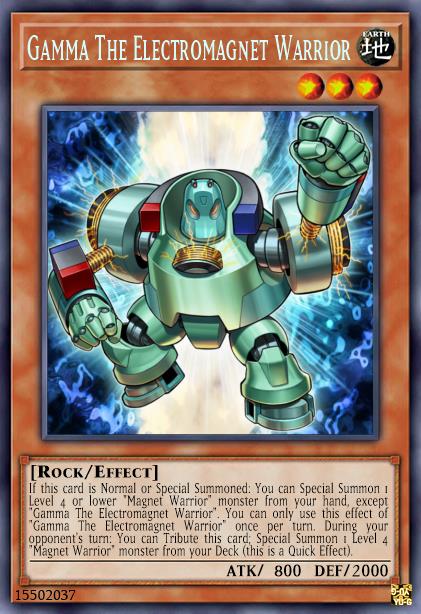 Gamma The Electromagnet Warrior
EARTH
地
[Rock/Effect]
If this card is Normal or Special Summoned: You can Special Summon 1
Level 4 or lower "Magnet Warrior" monster from your hand, except
"Gamma The Electromagnet Warrior". You can only use this effect of
"Gamma The Electromagnet Warrior" once per turn. During your
opponent's turn: You can Tribute this card; Special Summon 1 Level 4
"Magnet Warrior" monster from your Deck (this is a Quick Effect).
ATK/ 800 DEF/2000
15502037